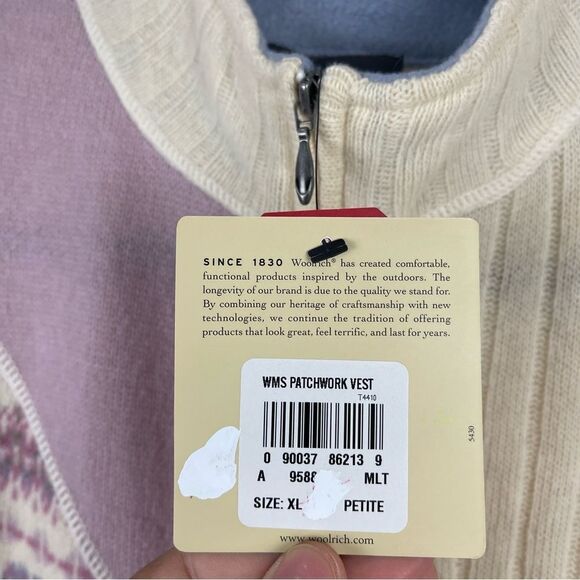 SINCE 1830 Woolrich® has created comfortable,
functional products inspired by the outdoors. The
longevity of our brand is due to the quality we stand for.
By combining our heritage of craftsmanship with new
technologies, we continue the tradition of offering
products that look great, feel terrific, and last for years.
WMS PATCHWORK VEST
T4410
0 90037 86213 9
A 958 MLT
SIZE: XL PETITE
5430
www.woolrich.com